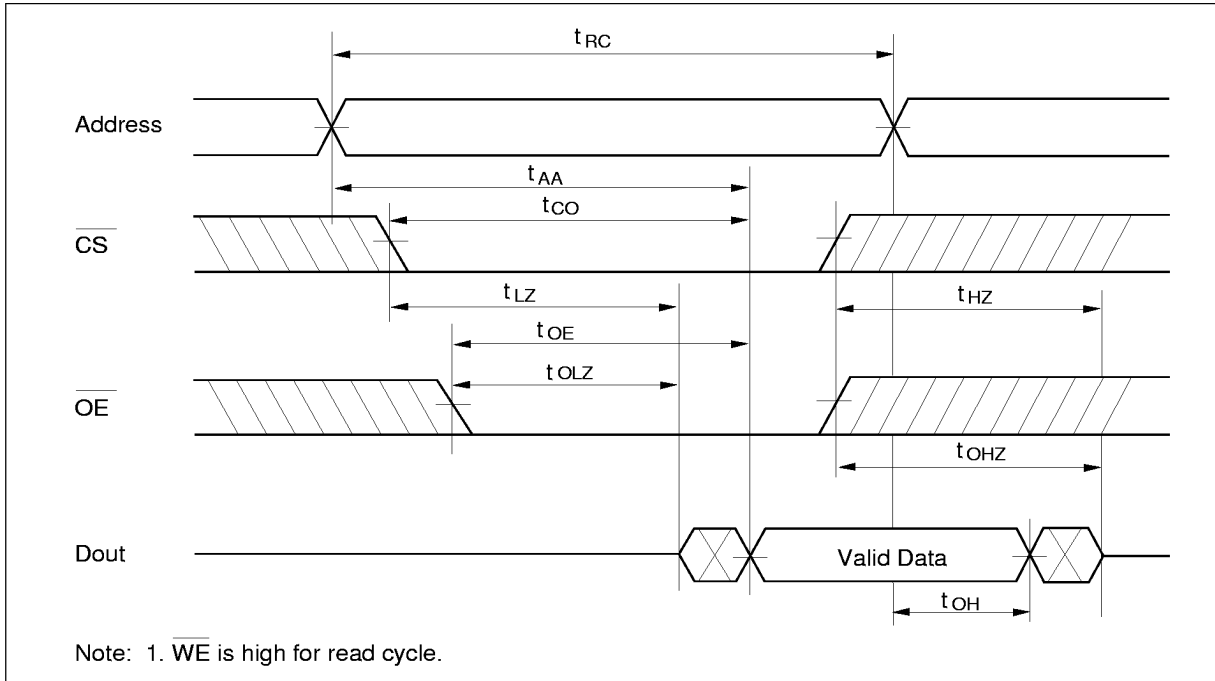 tRC
Address
tAA
tCO
CS
tLZ
tHZ
tOE
tOLZ
OE
tOHZ
Dout
Valid Data
tOH
Note: 1. WE is high for read cycle.